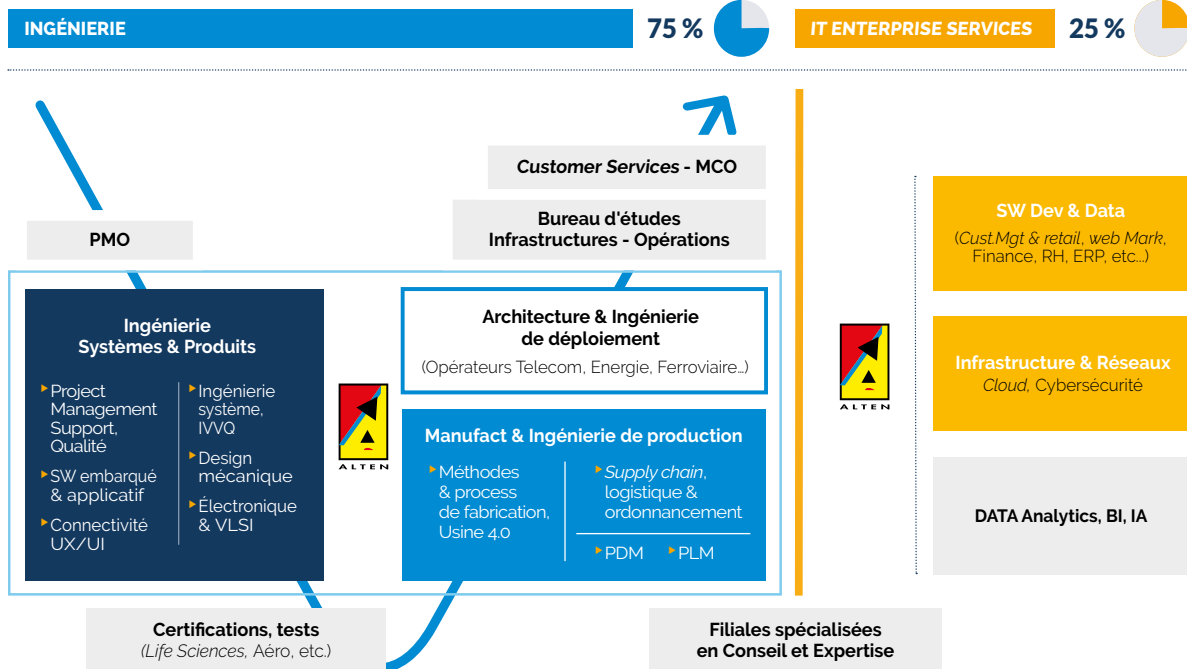 INGÉNIERIE
75 %
IT ENTERPRISE SERVICES
25 %
Customer Services - MCO
PMO
Bureau d'études
Infrastructures - Opérations
Ingénierie
Systèmes & Produits
Project
Management
Support,
Qualité
SW embarqué
& applicatif
Connectivité
UX/UI
Ingénierie
système,
IVVQ
Design
mécanique
Électronique
& VLSI
ALTEN
Architecture & Ingénierie
de déploiement
(Opérateurs Telecom, Energie, Ferroviaire...)
Manufact & Ingénierie de production
Méthodes
& process
de fabrication,
Usine 4.0
Supply chain,
logistique &
ordonnancement
PDM
PLM
Certifications, tests
(Life Sciences, Aéro, etc.)
Filiales spécialisées
en Conseil et Expertise
ALTEN
SW Dev & Data
(Cust.Mgt & retail, web Mark,
Finance, RH, ERP, etc...)
Infrastructure & Réseaux
Cloud, Cybersécurité
DATA Analytics, BI, IA